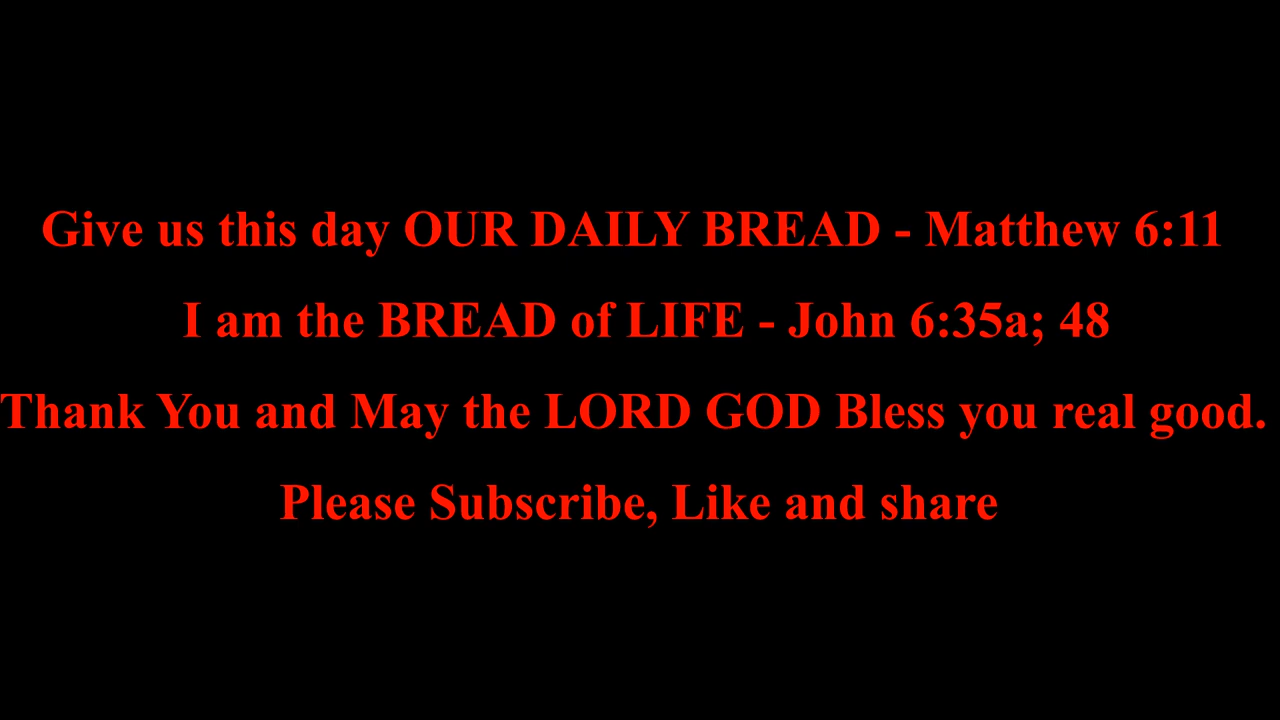 Give us this day OUR DAILY BREAD - Matthew 6:11
I am the BREAD of LIFE - John 6:35a; 48
Thank You and May the LORD GOD Bless you real good.
Please Subscribe, Like and share